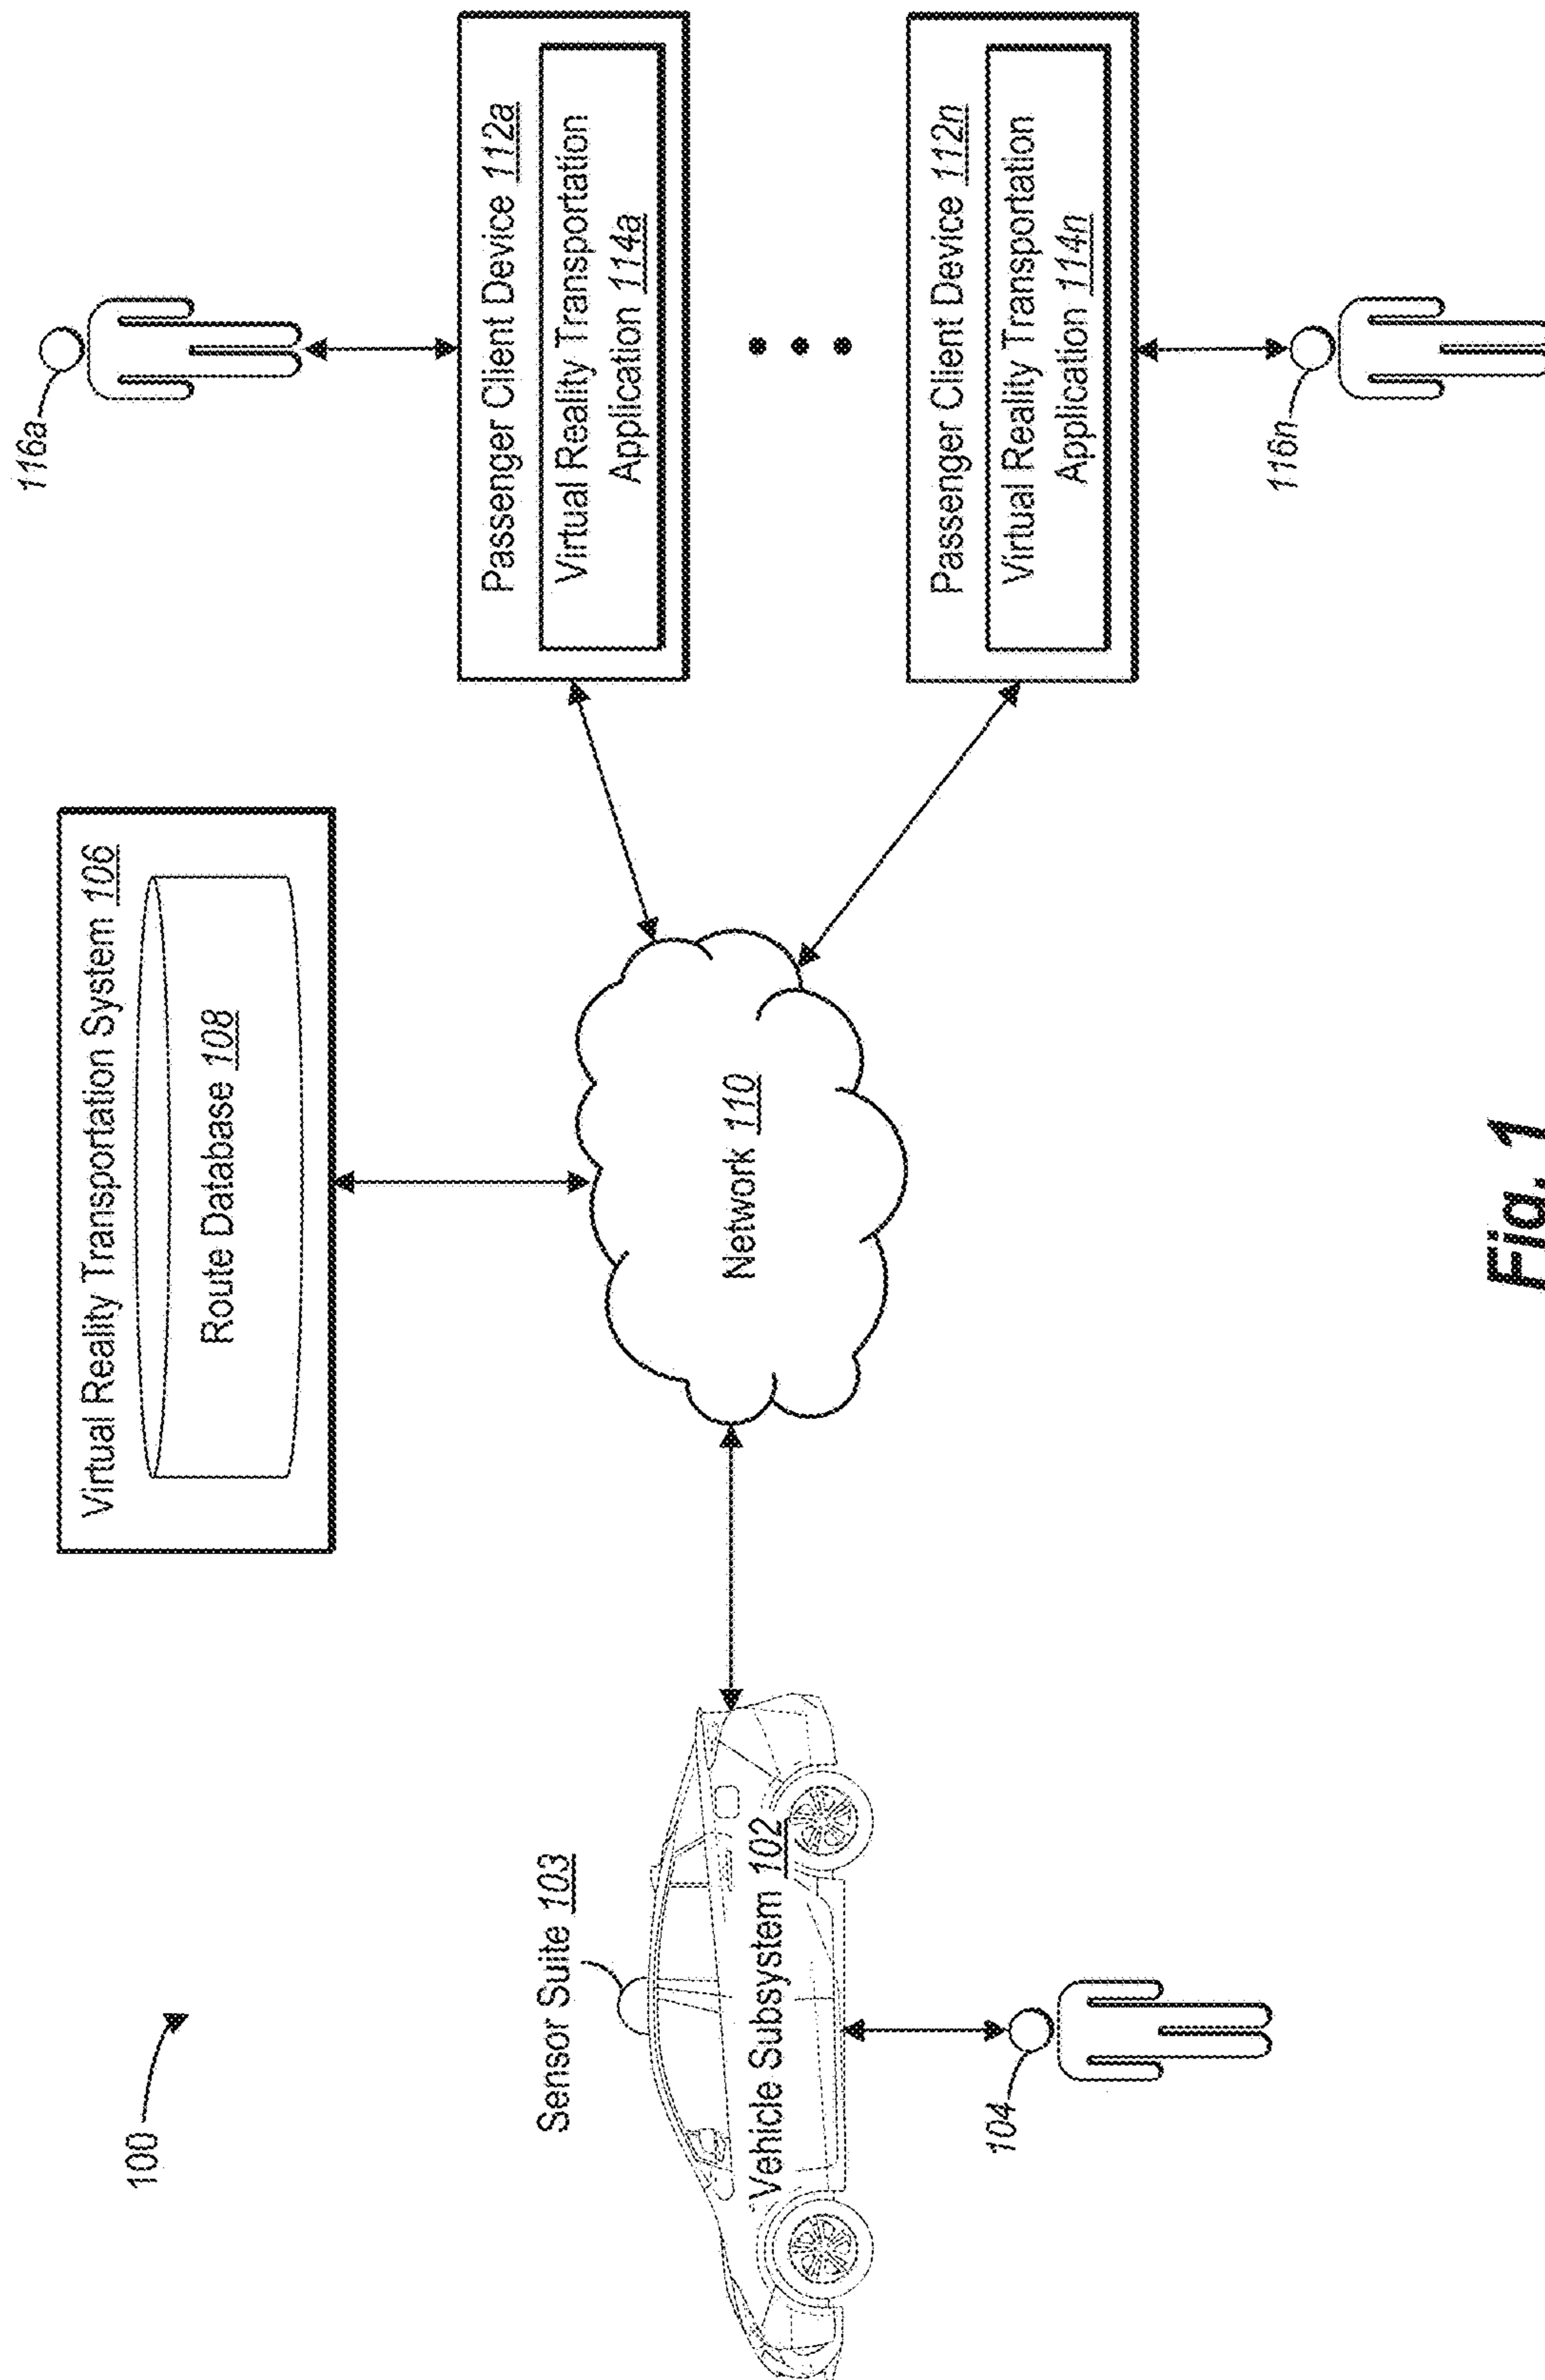 100
Virtual Reality Transportation System 106
Route Database 108
116a
Passenger Client Device 112a
Virtual Reality Transportation
Application 114a
Sensor Suite 103
Vehicle Subsystem 102
Network 110
Passenger Client Device 112n
Virtual Reality Transportation
Application 114n
104
116n
Fig. 1